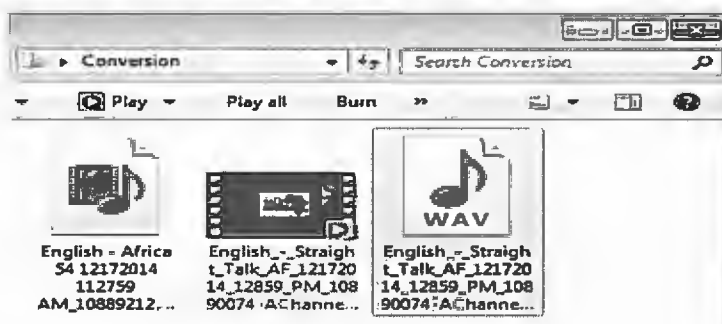 Conversion
Search Conversion
Play
Play all
Burn
»
WAV
English - Africa
54 12172014
112759
AM_10889212,...
English_-_Straigh
t_Talk_AF_121720
14_12859_PM_108
90074-AChanne...
English_-_Straigh
t_Talk_AF_121720
14_12859_PM_108
90074-AChanne...